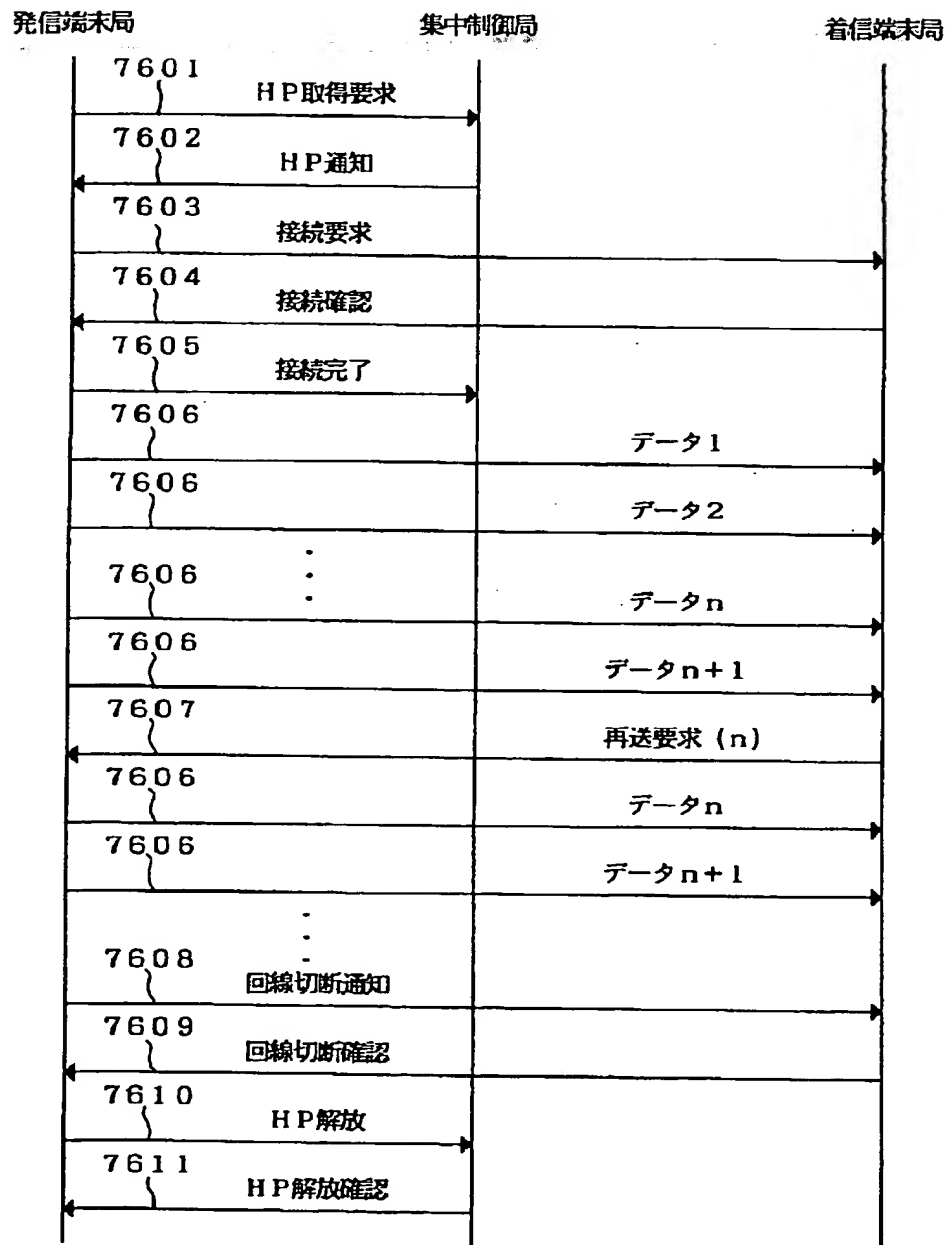 発信端末局 集中制御局 着信端末局
7601
HP取得要求
7602
HP通知
7603
接続要求
7604
接続確認
7605
接続完了
7606
データ1
7606
データ2
7606
データn
7606
データn+1
7607
再送要求 (n)
7606
データn
7606
データn+1
7608
回線切断通知
7609
回線切断確認
7610
HP解放
7611
HP解放確認